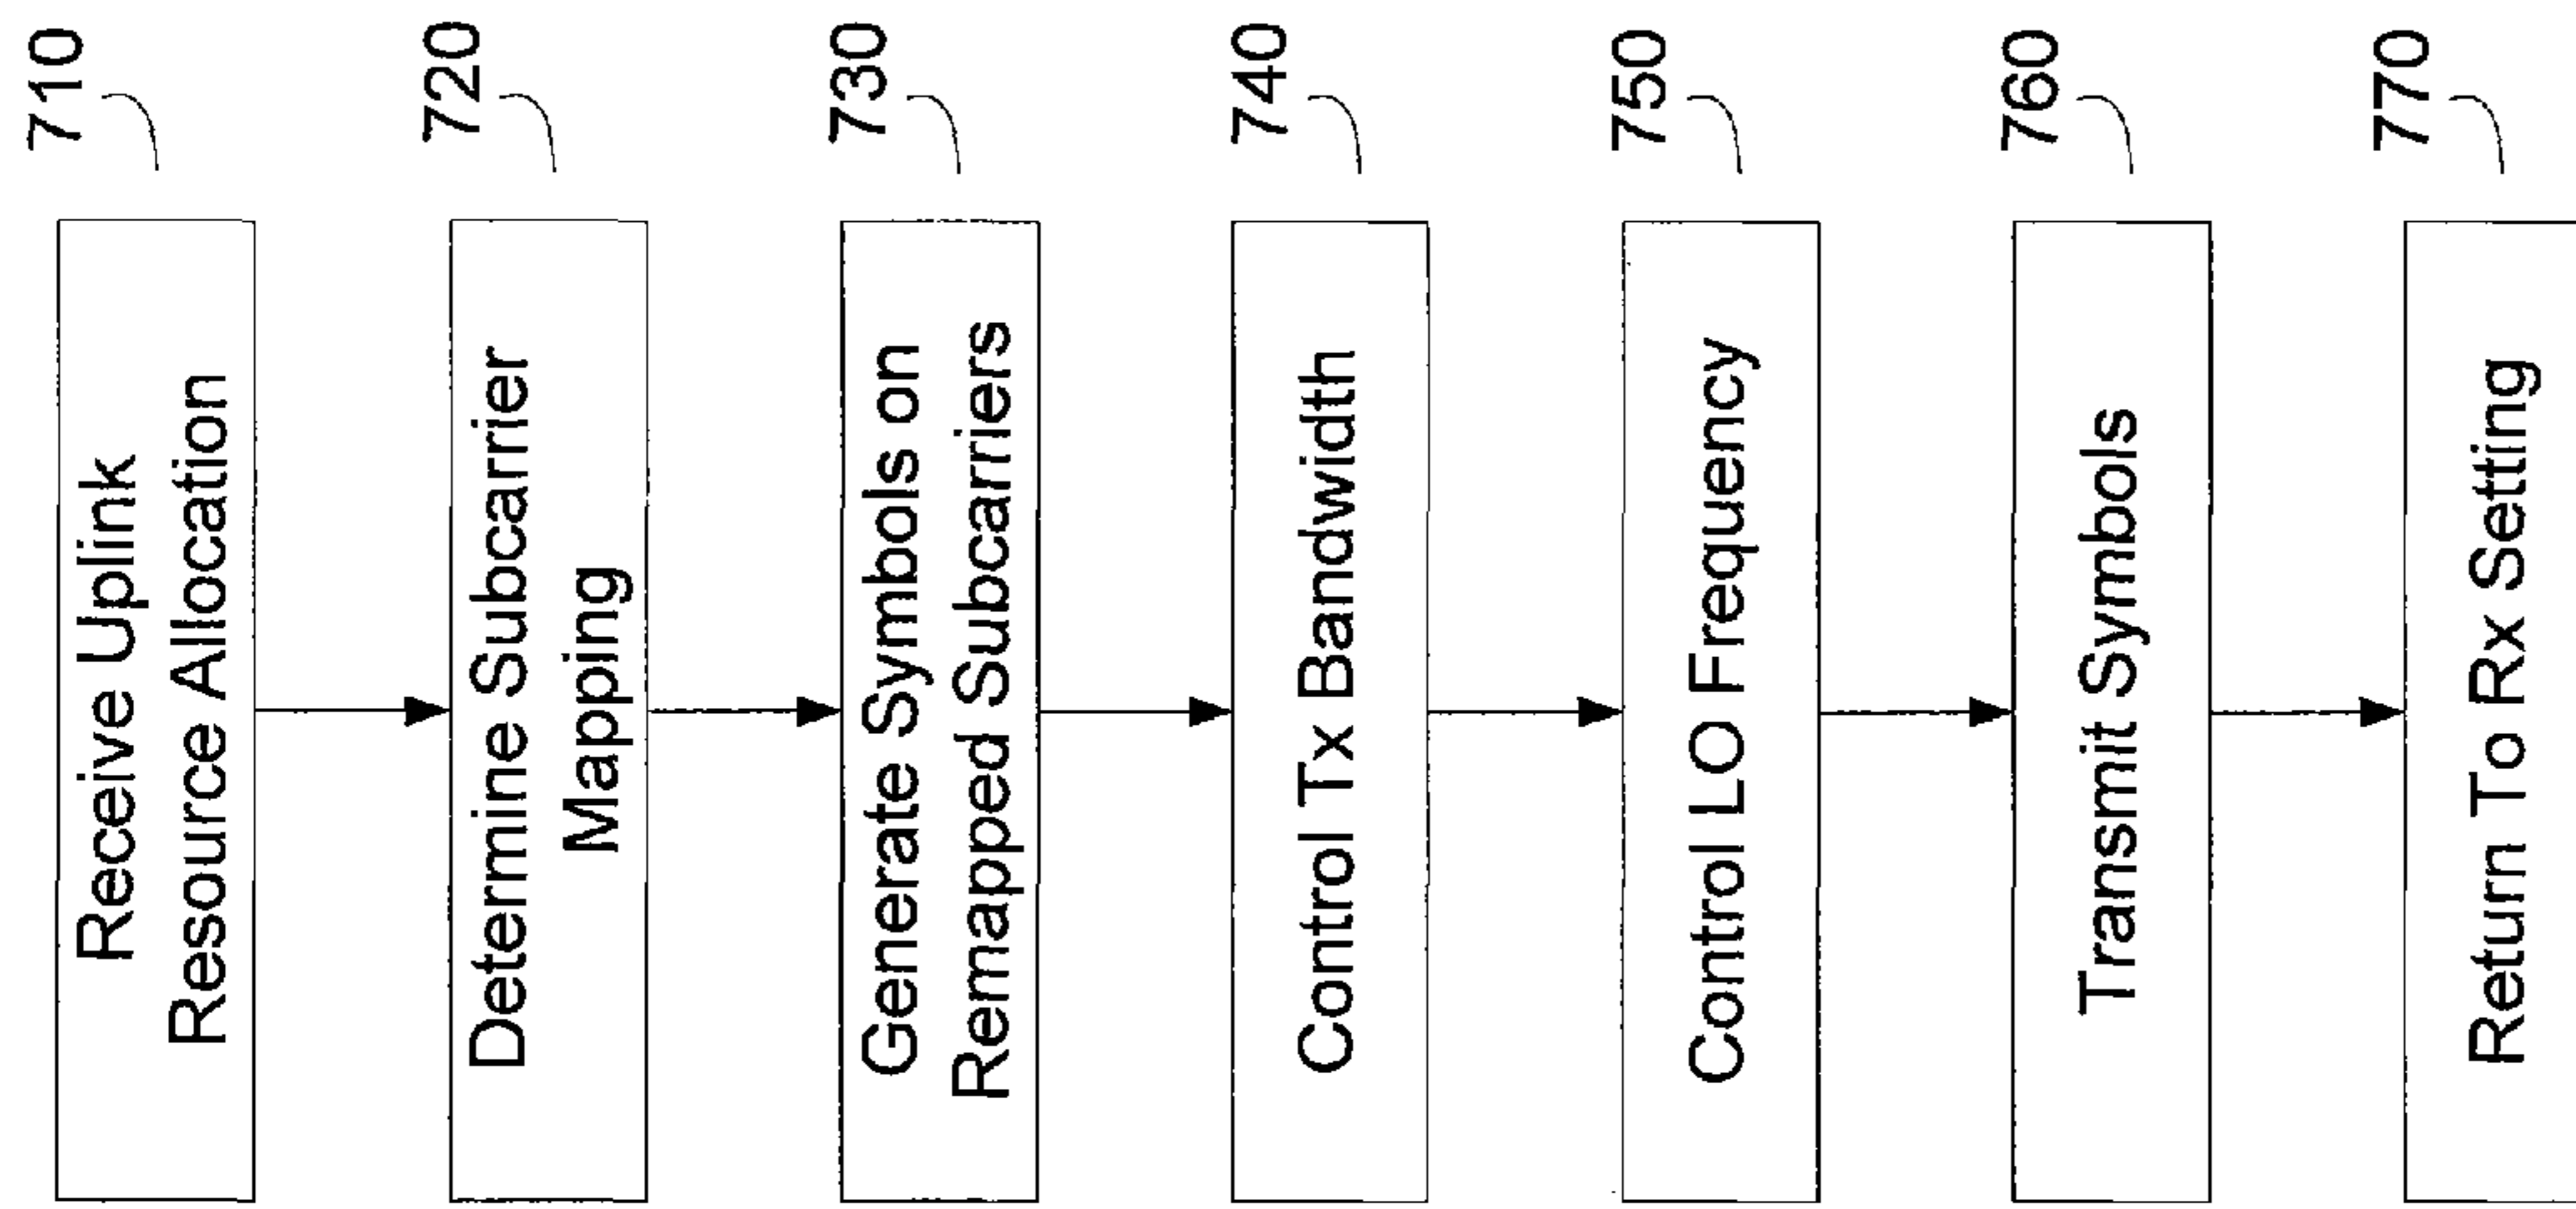 710
Receive Uplink
Resource Allocation
720
Determine Subcarrier
Mapping
730
Generate Symbols on
Remapped Subcarriers
740
Control Tx Bandwidth
750
Control LO Frequency
760
Transmit Symbols
770
Return To Rx Setting